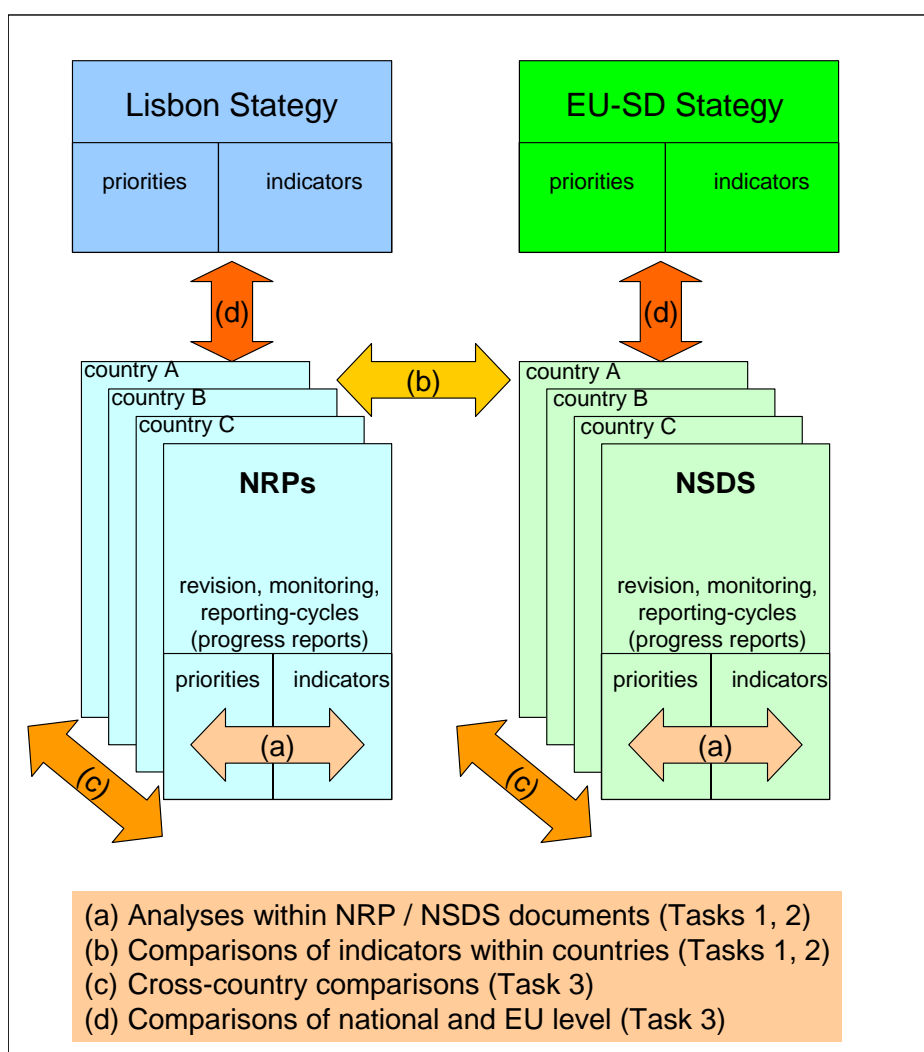 Lisbon Stategy
priorities
indicators
EU-SD Stategy
priorities
indicators
(d)
(d)
(b)
country A
country B
country C
NRPs
revision, monitoring,
reporting-cycles
(progress reports)
priorities
indicators
(a)
(c)
country A
country B
country C
NSDS
revision, monitoring,
reporting-cycles
(progress reports)
priorities
indicators
(a)
(c)
(a) Analyses within NRP / NSDS documents (Tasks 1, 2)
(b) Comparisons of indicators within countries (Tasks 1, 2)
(c) Cross-country comparisons (Task 3)
(d) Comparisons of national and EU level (Task 3)